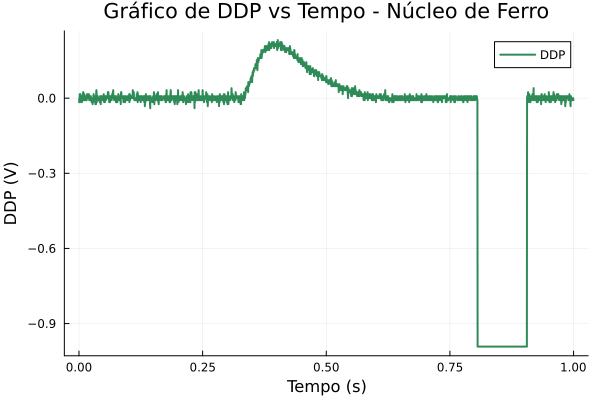 Gráfico de DDP vs Tempo - Núcleo de Ferro
DDP
0.0
−0.3
−0.6
−0.9
DDP (V)
0.00 0.25 0.50 0.75 1.00
Tempo (s)